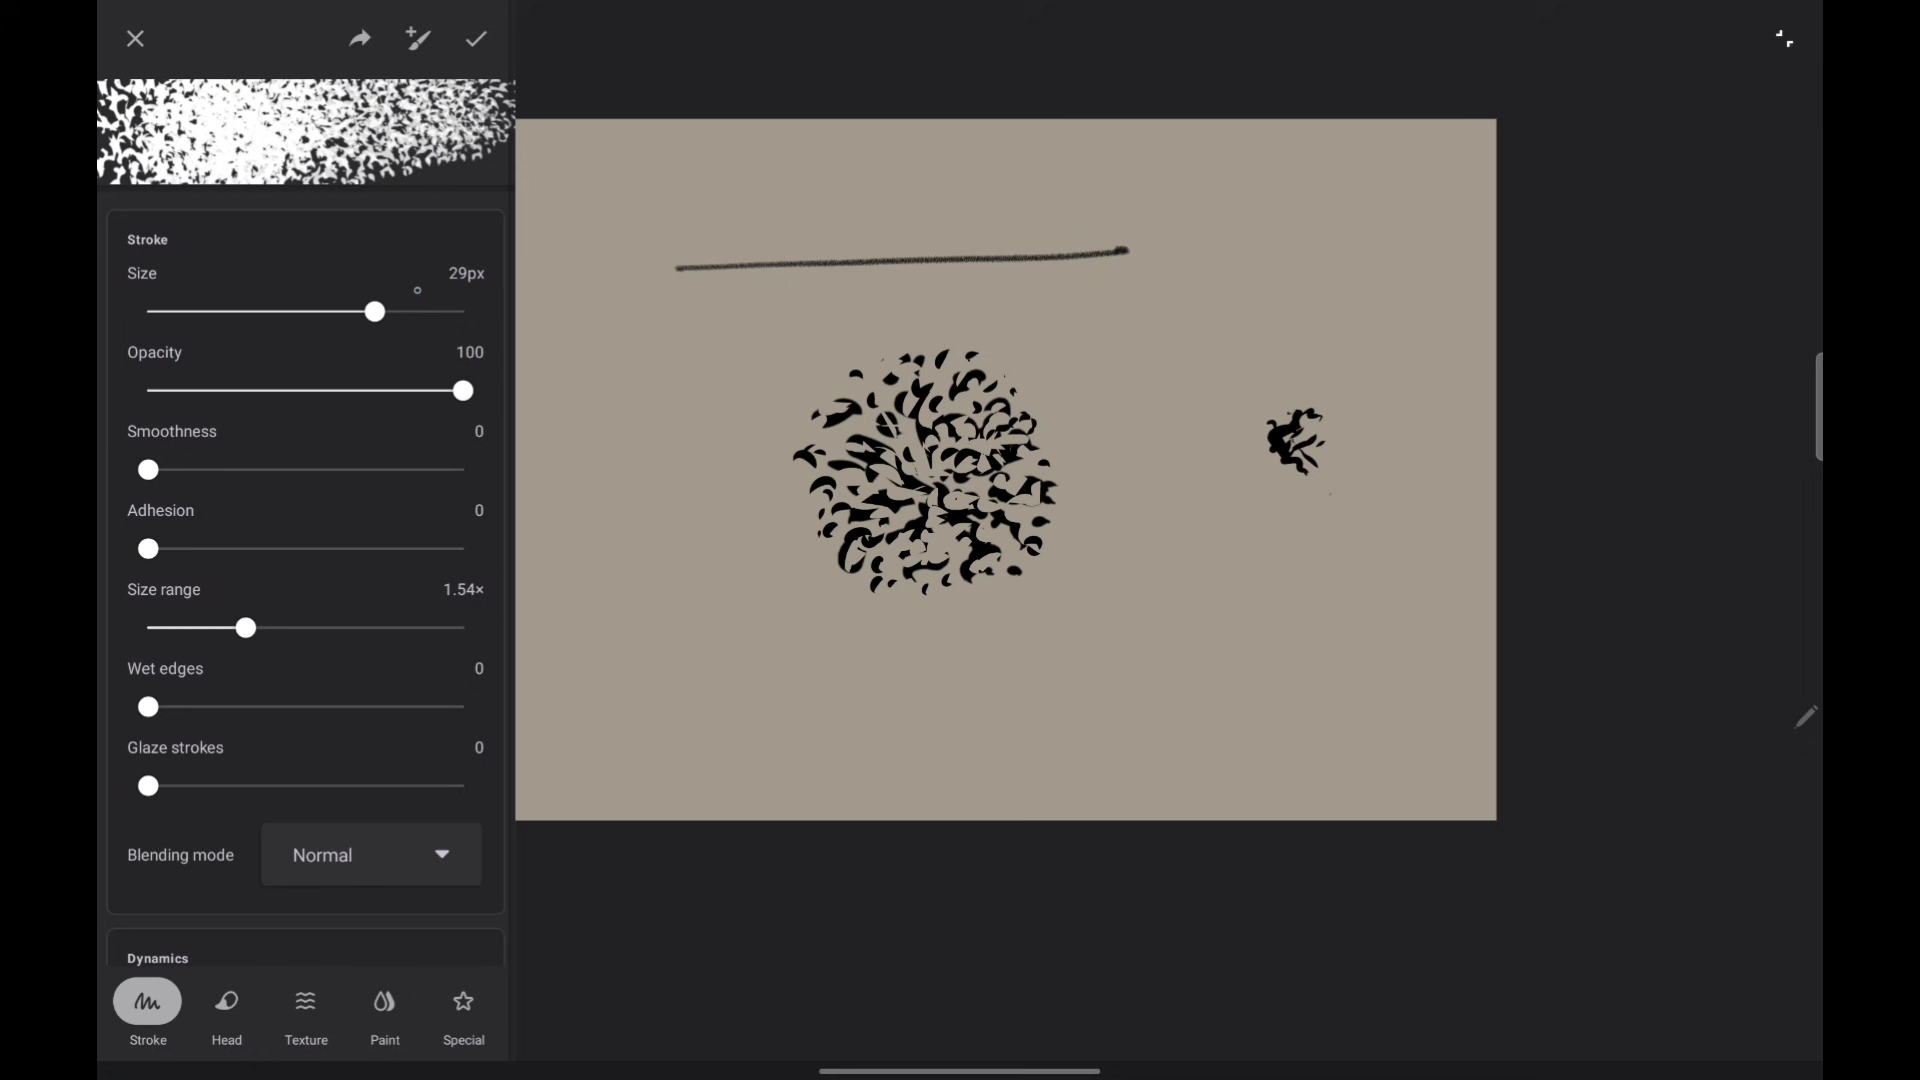 Stroke
Size 29px
Opacity 100
Smoothness 0
Adhesion 0
Size range 1.54×
Wet edges 0
Glaze strokes 0
Blending mode Normal
Dynamics
Stroke Head Texture Paint Special